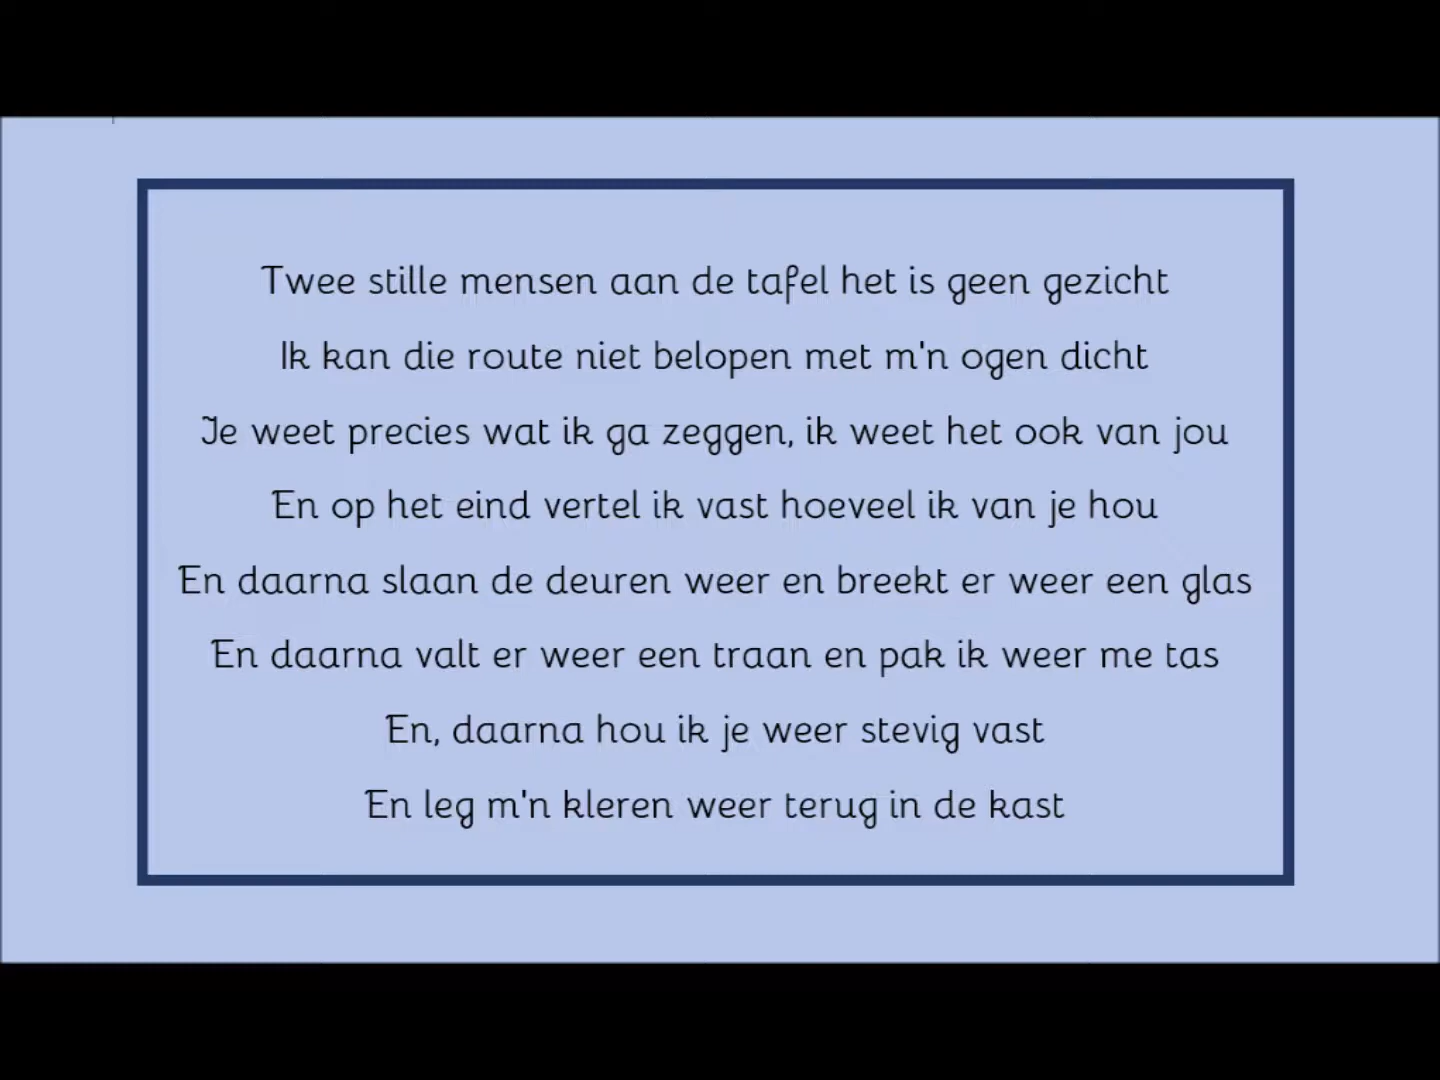 Twee stille mensen aan de tafel het is geen gezicht
Ik kan die route niet belopen met m'n ogen dicht
Je weet precies wat ik ga zeggen, ik weet het ook van jou
En op het eind vertel ik vast hoeveel ik van je hou
En daarna slaan de deuren weer en breekt er weer een glas
En daarna valt er weer een traan en pak ik weer me tas
En, daarna hou ik je weer stevig vast
En leg m'n kleren weer terug in de kast